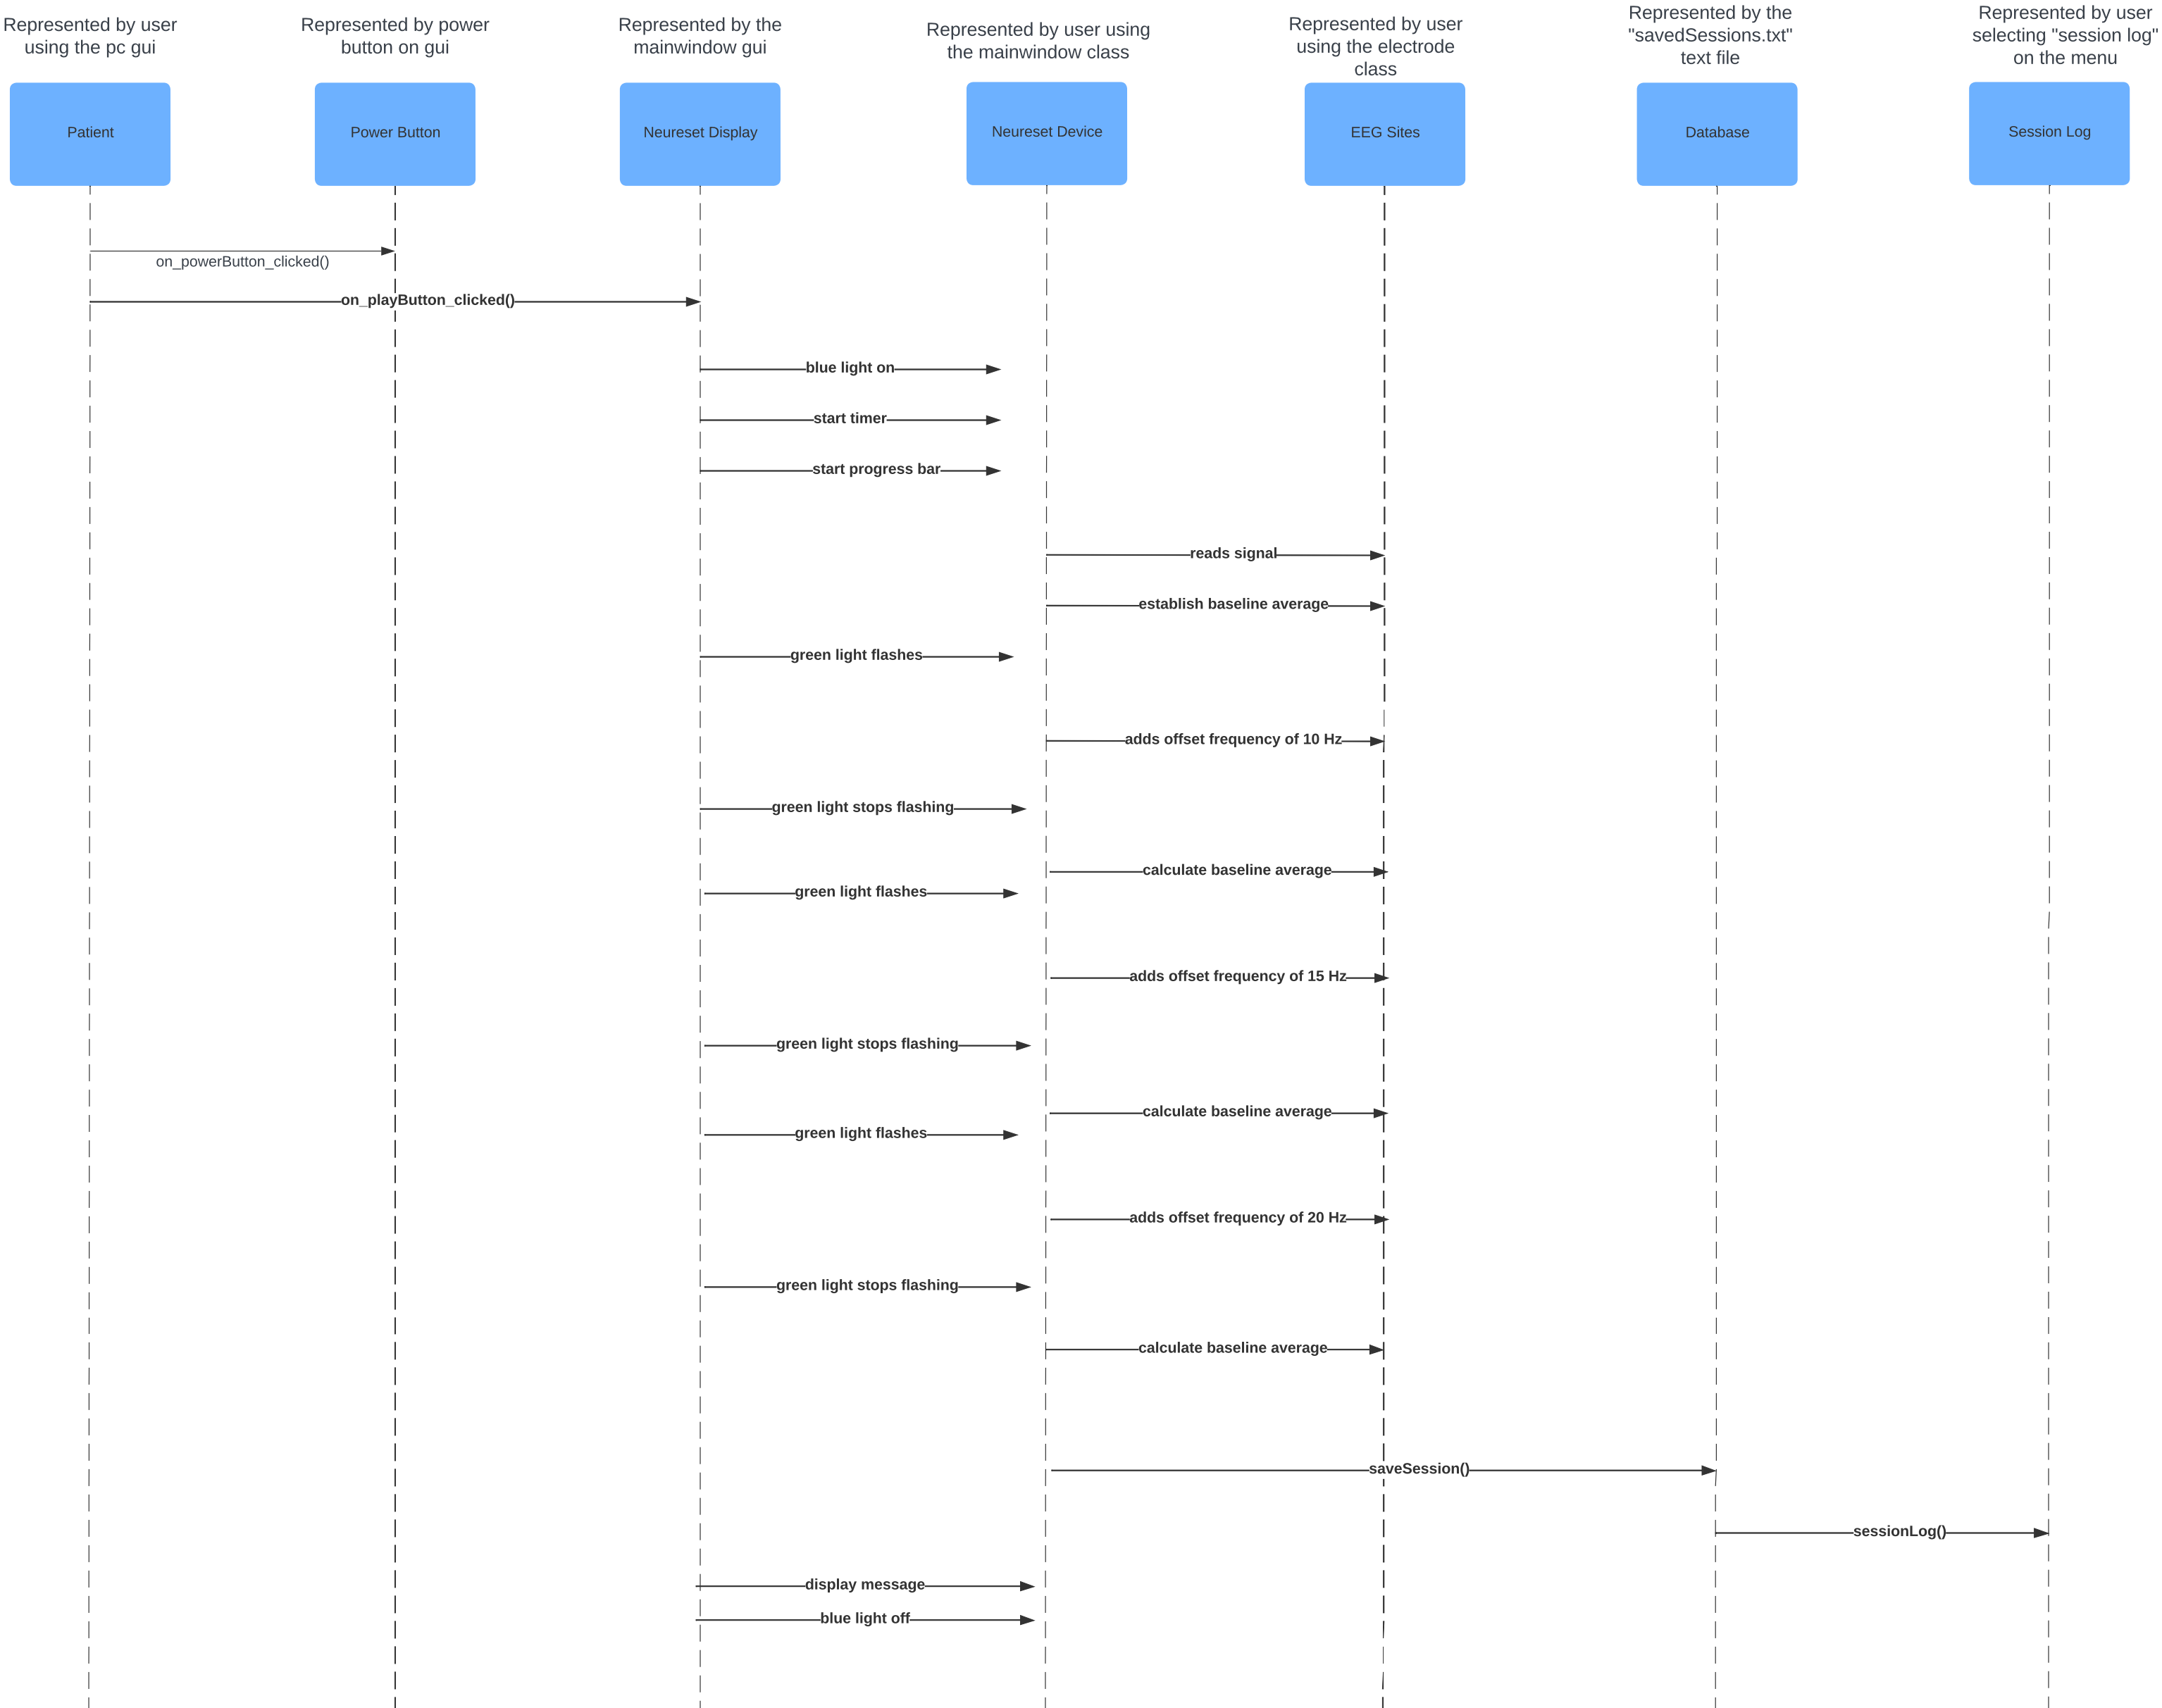 Represented by user
using the pc gui
Represented by power
button on gui
Represented by the
mainwindow gui
Represented by user using
the mainwindow class
Represented by user
using the electrode
class
Represented by the
"savedSessions.txt"
text file
Represented by user
selecting "session log"
on the menu
Patient
Power Button
Neureset Display
Neureset Device
EEG Sites
Database
Session Log
on_powerButton_clicked()
on_playButton_clicked()
blue light on
start timer
start progress bar
reads signal
establish baseline average
green light flashes
adds offset frequency of 10 Hz
green light stops flashing
calculate baseline average
green light flashes
adds offset frequency of 15 Hz
green light stops flashing
calculate baseline average
green light flashes
adds offset frequency of 20 Hz
green light stops flashing
calculate baseline average
saveSession()
sessionLog()
display message
blue light off